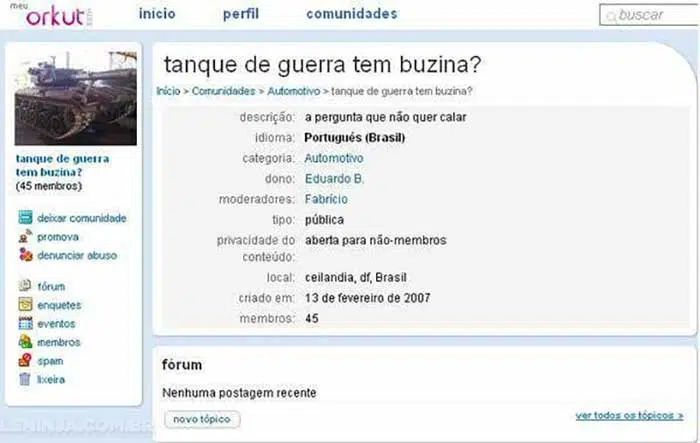 meu
orkut.com
início perfil comunidades
buscar
tanque de guerra tem buzina?
Início > Comunidades > Automotivo > tanque de guerra tem buzina?
descrição: a pergunta que não quer calar
idioma: Português (Brasil)
categoria: Automotivo
dono: Eduardo B.
moderadores: Fabrício
tipo: pública
privacidade do conteúdo: aberta para não-membros
local: ceilandia, df, Brasil
criado em: 13 de fevereiro de 2007
membros: 45
tanque de guerra
tem buzina?
(45 membros)
deixar comunidade
promova
denunciar abuso
fórum
enquetes
eventos
membros
spam
lixeira
fórum
Nenhuma postagem recente
novo tópico
ver todos os tópicos »